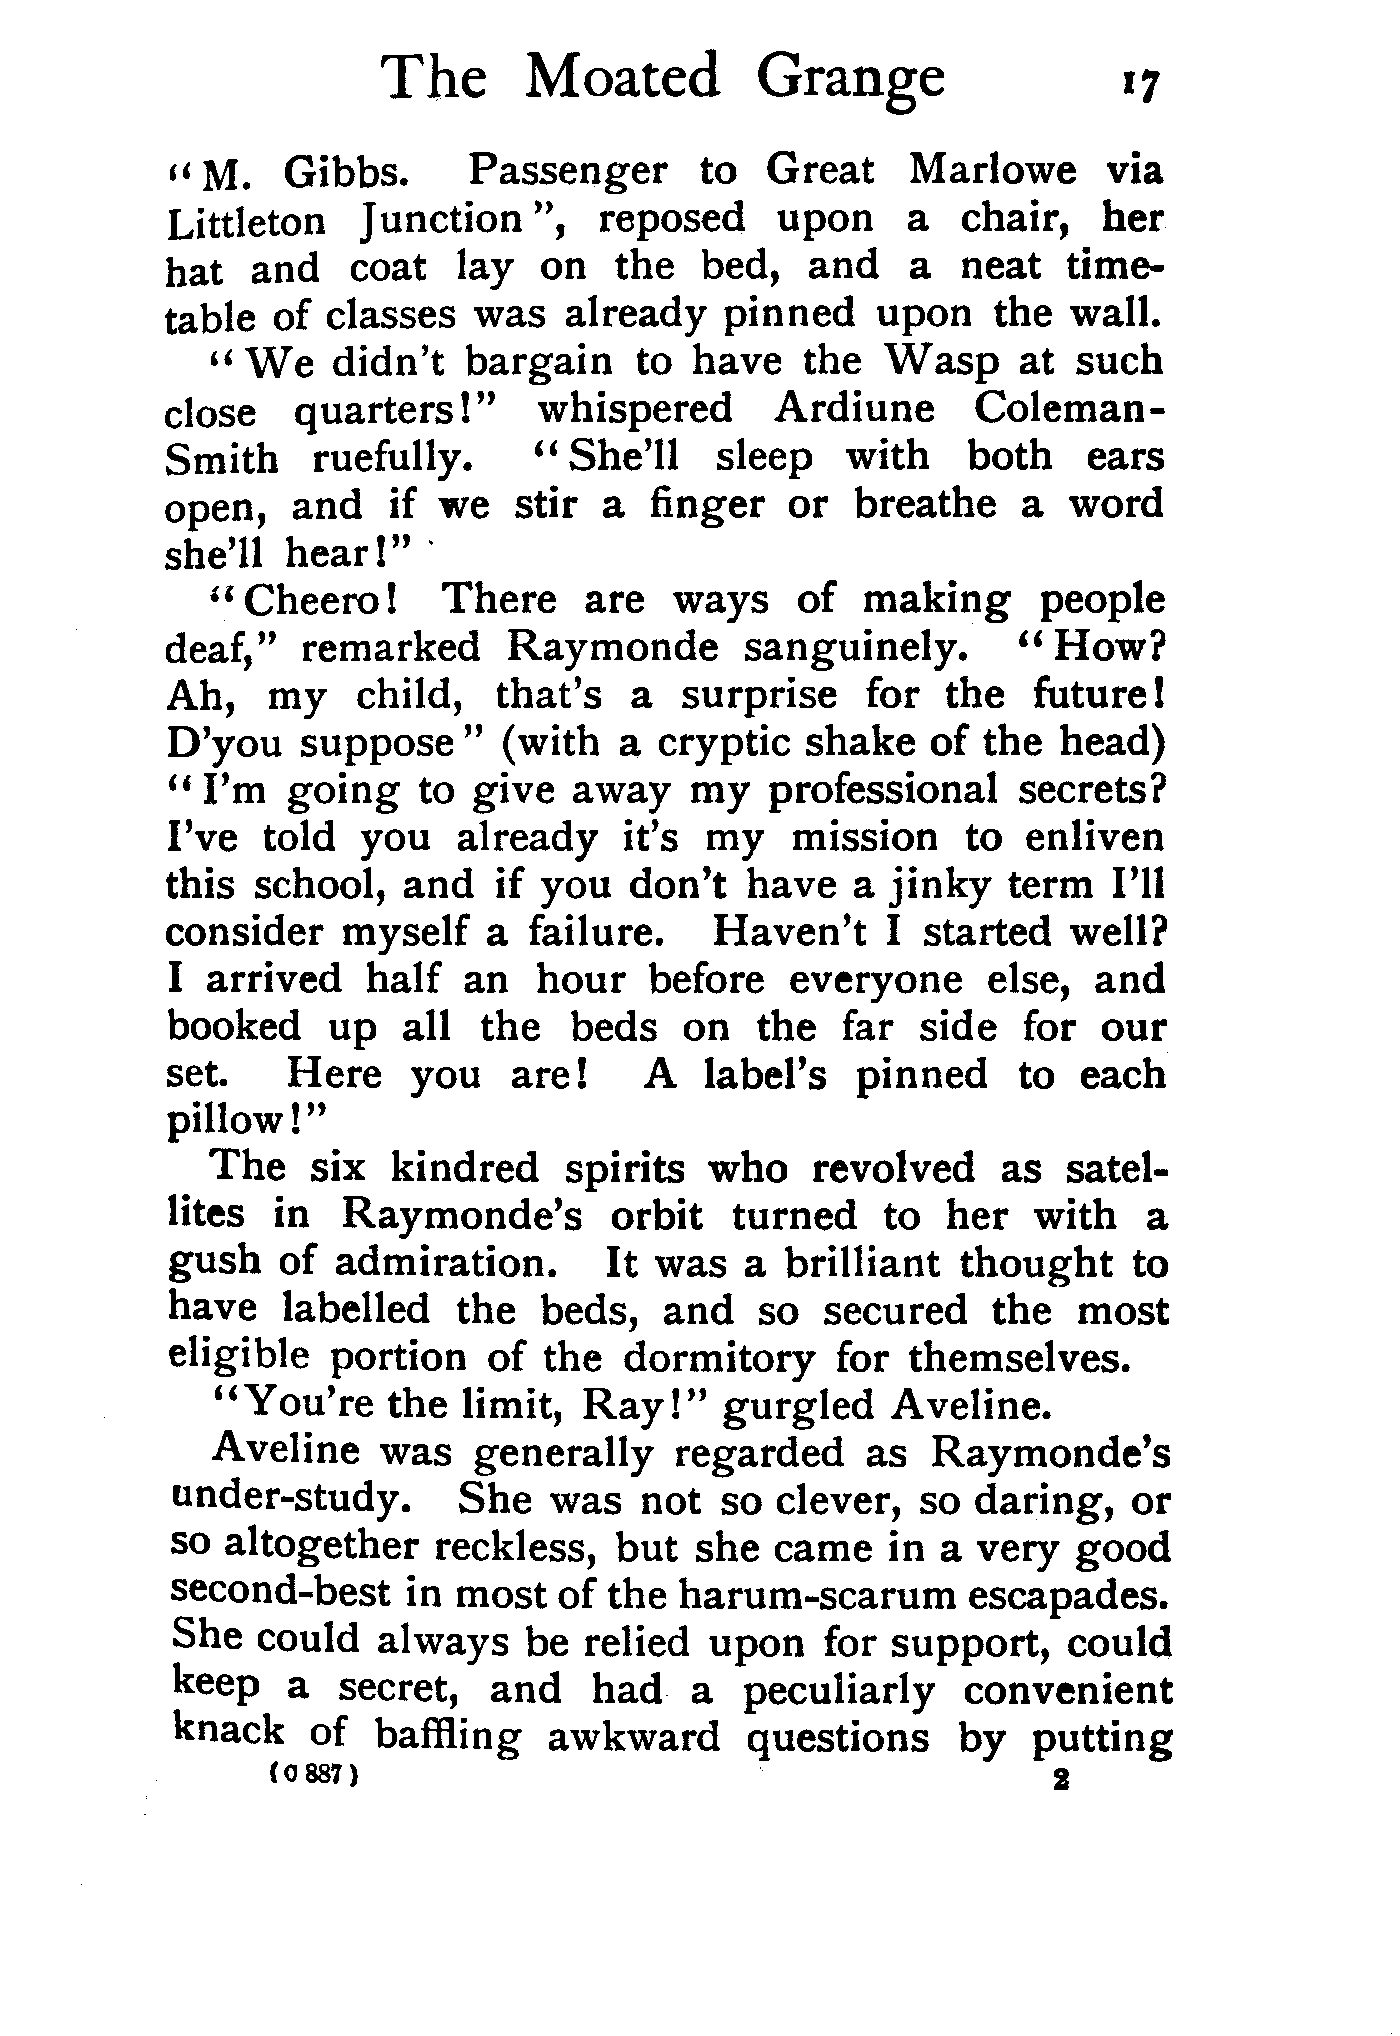 The Moated Grange 17
"M. Gibbs. Passenger to Great Marlowe via
Littleton Junction", reposed upon a chair, her
hat and coat lay on the bed, and a neat time-
table of classes was already pinned upon the wall.
"We didn't bargain to have the Wasp at such
close quarters!" whispered Ardiune Coleman-
Smith ruefully. "She'll sleep with both ears
open, and if we stir a finger or breathe a word
she'll hear!"
"Cheero! There are ways of making people
deaf," remarked Raymonde sanguinely. "How?
Ah, my child, that's a surprise for the future!
D'you suppose" (with a cryptic shake of the head)
"I'm going to give away my professional secrets?
I've told you already it's my mission to enliven
this school, and if you don't have a jinky term I'll
consider myself a failure. Haven't I started well?
I arrived half an hour before everyone else, and
booked up all the beds on the far side for our
set. Here you are! A label's pinned to each
pillow!"
The six kindred spirits who revolved as satel-
lites in Raymonde's orbit turned to her with a
gush of admiration. It was a brilliant thought to
have labelled the beds, and so secured the most
eligible portion of the dormitory for themselves.
"You're the limit, Ray!" gurgled Aveline.
Aveline was generally regarded as Raymonde's
under-study. She was not so clever, so daring, or
so altogether reckless, but she came in a very good
second-best in most of the harum-scarum escapades.
She could always be relied upon for support, could
keep a secret, and had a peculiarly convenient
knack of baffling awkward questions by putting
(C 887) 2